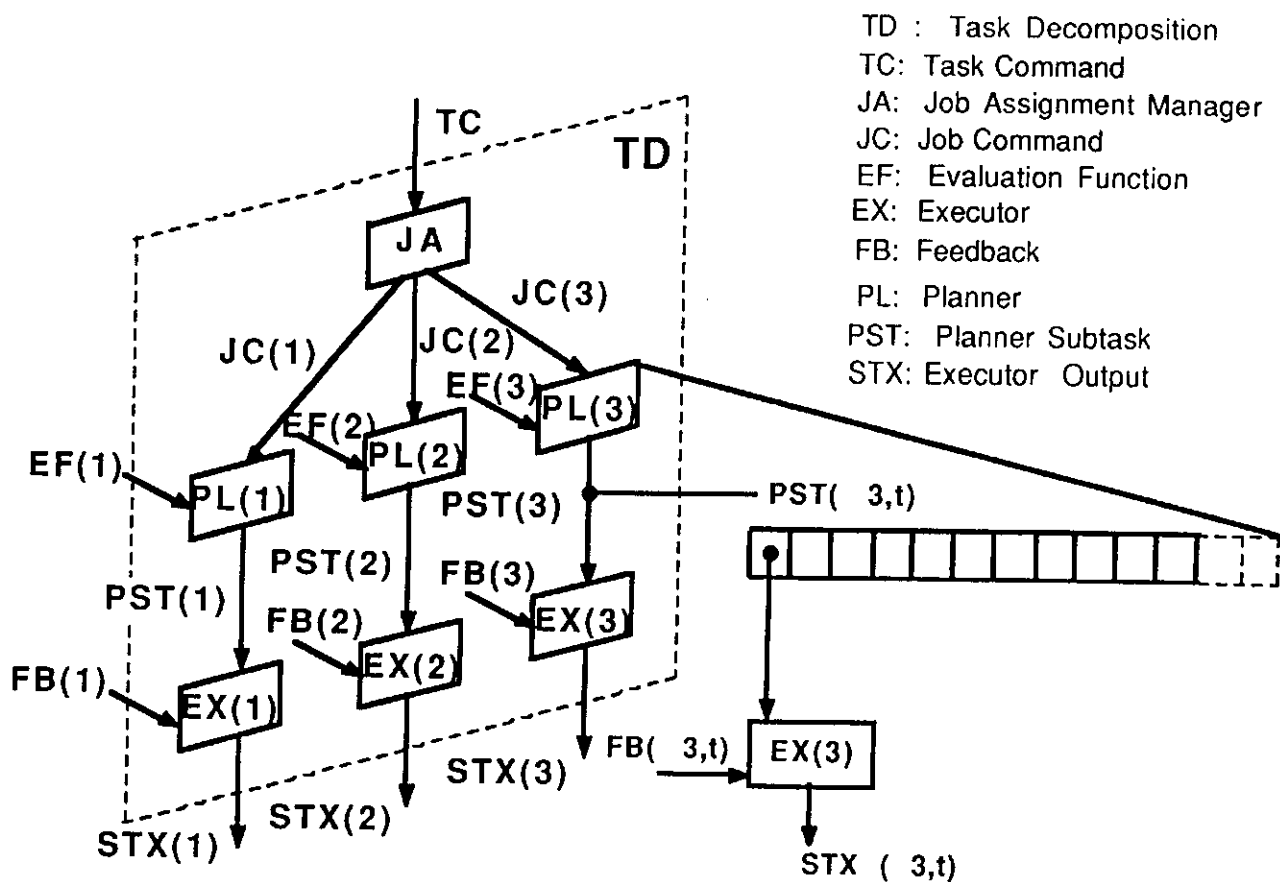 TD : Task Decomposition
TC: Task Command
JA: Job Assignment Manager
JC: Job Command
EF: Evaluation Function
EX: Executor
FB: Feedback
PL: Planner
PST: Planner Subtask
STX: Executor Output
TC
TD
JA
JC(3)
JC(1)
JC(2)
EF(3)
PL(3)
EF(2)
PL(2)
EF(1)
PL(1)
PST(3)
PST( 3,t)
PST(2)
FB(3)
PST(1)
EX(3)
FB(2)
EX(2)
FB(1)
EX(1)
FB( 3,t)
EX(3)
STX(3)
STX(2)
STX(1)
STX ( 3,t)